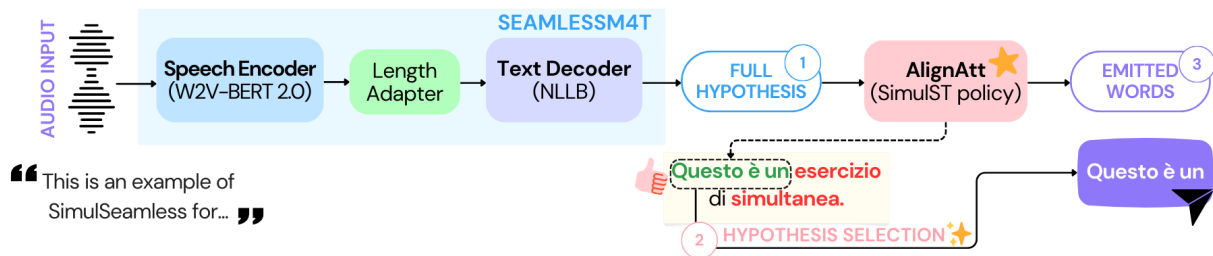 AUDIO INPUT
SEAMLESSM4T
Speech Encoder
(W2V-BERT 2.0)
Length
Adapter
Text Decoder
(NLLB)
FULL
HYPOTHESIS
1
AlignAtt
(SimulST policy)
EMITTED
WORDS
3
“This is an example of
SimulSeamless for... ”
Questo è un esercizio
di simultanea.
2
HYPOTHESIS SELECTION
Questo è un